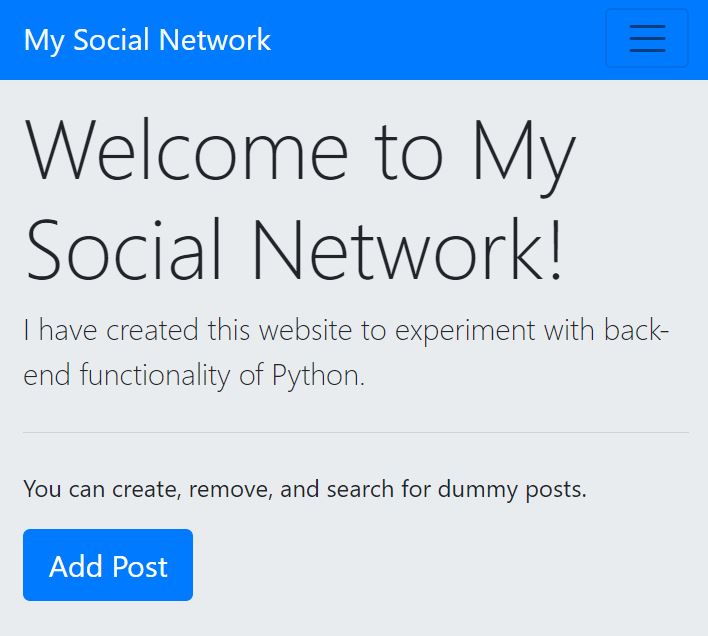 My Social Network
Welcome to My
Social Network!
I have created this website to experiment with back-
end functionality of Python.
You can create, remove, and search for dummy posts.
Add Post